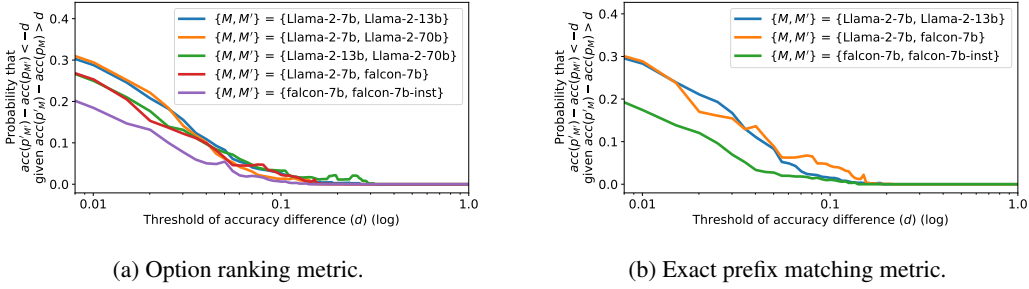 Probability that
acc(p'_{M'}) − acc(p_{M'}) < −d
given acc(p'_M) − acc(p_M) > d
0.4
0.3
0.2
0.1
0.0
{M, M'} = {Llama-2-7b, Llama-2-13b}
{M, M'} = {Llama-2-7b, Llama-2-70b}
{M, M'} = {Llama-2-13b, Llama-2-70b}
{M, M'} = {Llama-2-7b, falcon-7b}
{M, M'} = {falcon-7b, falcon-7b-inst}
0.01
0.1
1.0
Threshold of accuracy difference (d) (log)
(a) Option ranking metric.
Probability that
acc(p'_{M'}) − acc(p_{M'}) < −d
given acc(p'_M) − acc(p_M) > d
0.4
0.3
0.2
0.1
0.0
{M, M'} = {Llama-2-7b, Llama-2-13b}
{M, M'} = {Llama-2-7b, falcon-7b}
{M, M'} = {falcon-7b, falcon-7b-inst}
0.01
0.1
1.0
Threshold of accuracy difference (d) (log)
(b) Exact prefix matching metric.